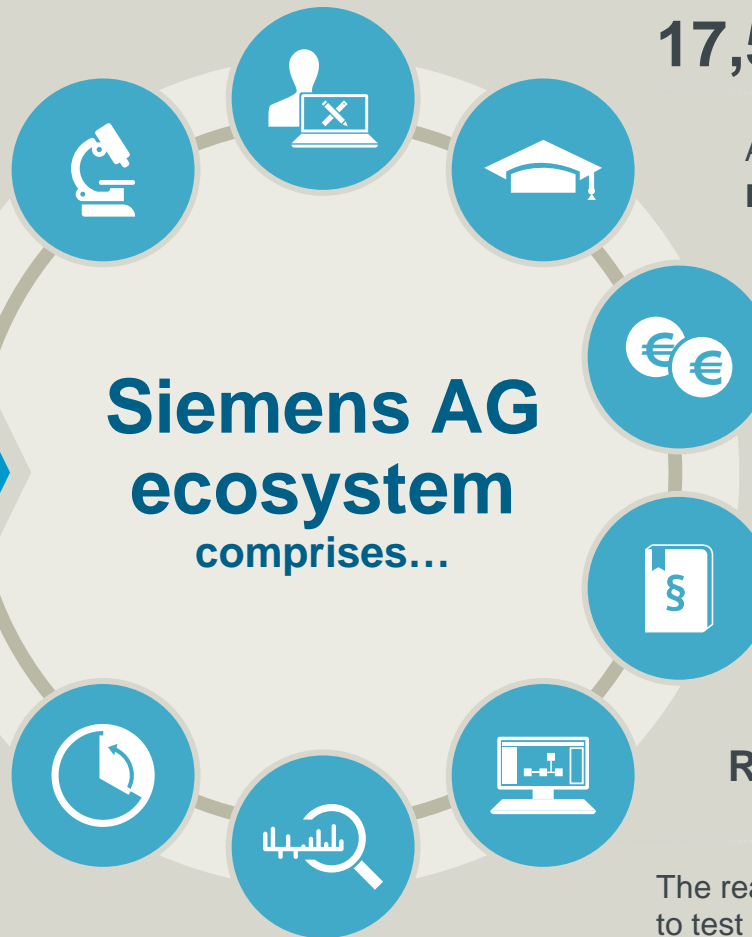 17,5
€ €
Siemens AG
ecosystem
comprises…
§
R
The rea
to test